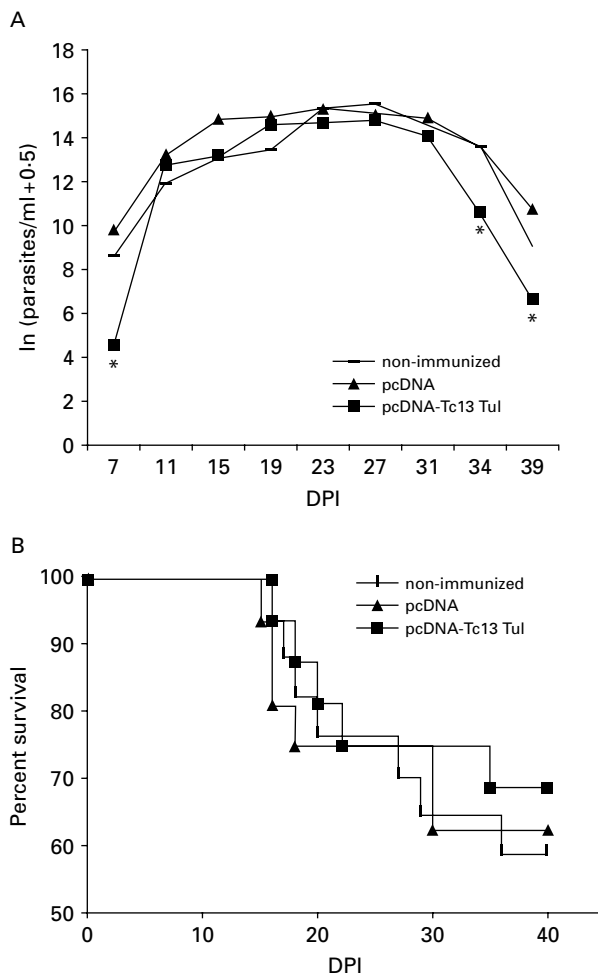 A
18
16
14
12
10
8
6
4
2
0
ln (parasites/ml+0·5)
*
*
*
non-immunized
pcDNA
pcDNA-Tc13 Tul
7 11 15 19 23 27 31 34 39
DPI
B
100
90
80
70
60
50
Percent survival
non-immunized
pcDNA
pcDNA-Tc13 Tul
0 10 20 30 40
DPI